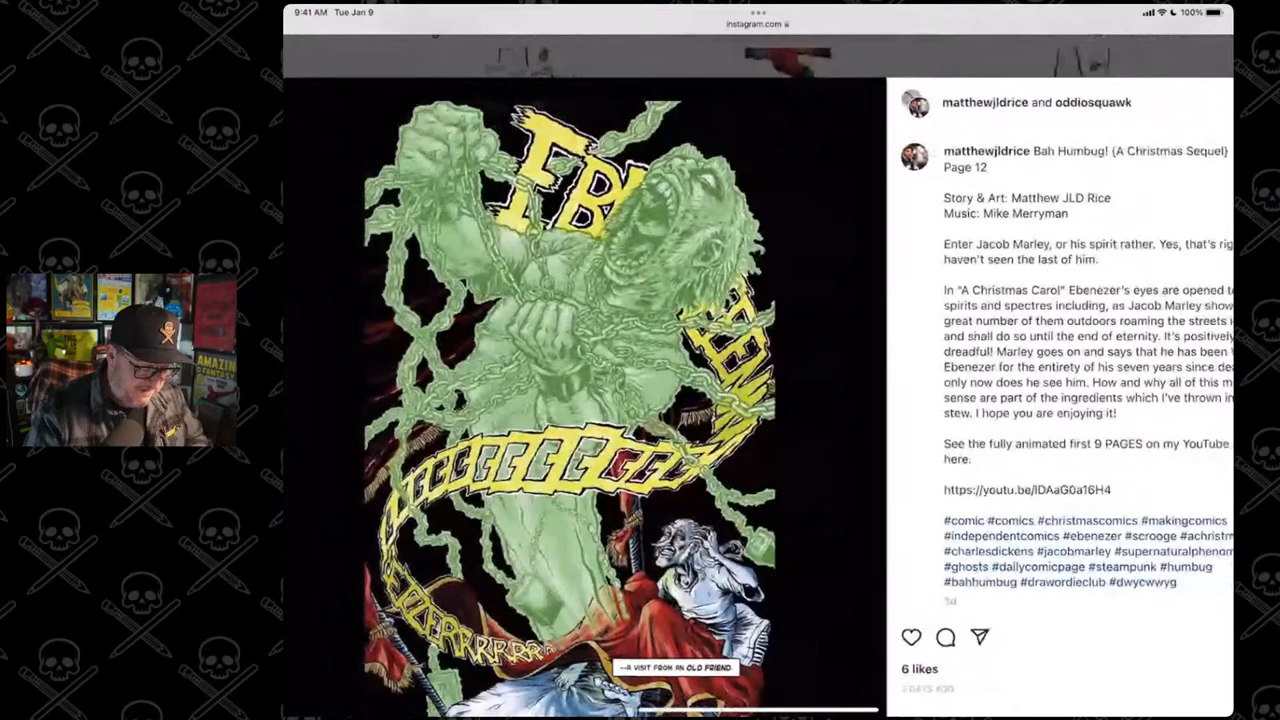 9:41 AM Tue Jan 9
instagram.com
100%
matthewjldrice and oddiosquawk
matthewjldrice Bah Humbug! (A Christmas Sequel)
Page 12
Story & Art: Matthew JLD Rice
Music: Mike Merryman
Enter Jacob Marley, or his spirit rather. Yes, that's rig
haven't seen the last of him.
In "A Christmas Carol" Ebenezer's eyes are opened t
spirits and spectres including, as Jacob Marley show
great number of them outdoors roaming the streets i
and shall do so until the end of eternity. It's positively
dreadful! Marley goes on and says that he has been
Ebenezer for the entirety of his seven years since de
only now does he see him. How and why all of this m
sense are part of the ingredients which I've thrown in
stew. I hope you are enjoying it!
See the fully animated first 9 PAGES on my YouTube
here.
https://youtu.be/lDAaG0a16H4
#comic #comics #christmascomics #makingcomics
#independentcomics #ebenezer #scrooge #achristm
#charlesdickens #jacobmarley #supernaturalphenom
#ghosts #dailycomicpage #steampunk #humbug
#bahhumbug #drawordieclub #dwycwwyg
6 likes
2 DAYS AGO
--A VISIT FROM AN OLD FRIEND.
AMAZING
FANTASY